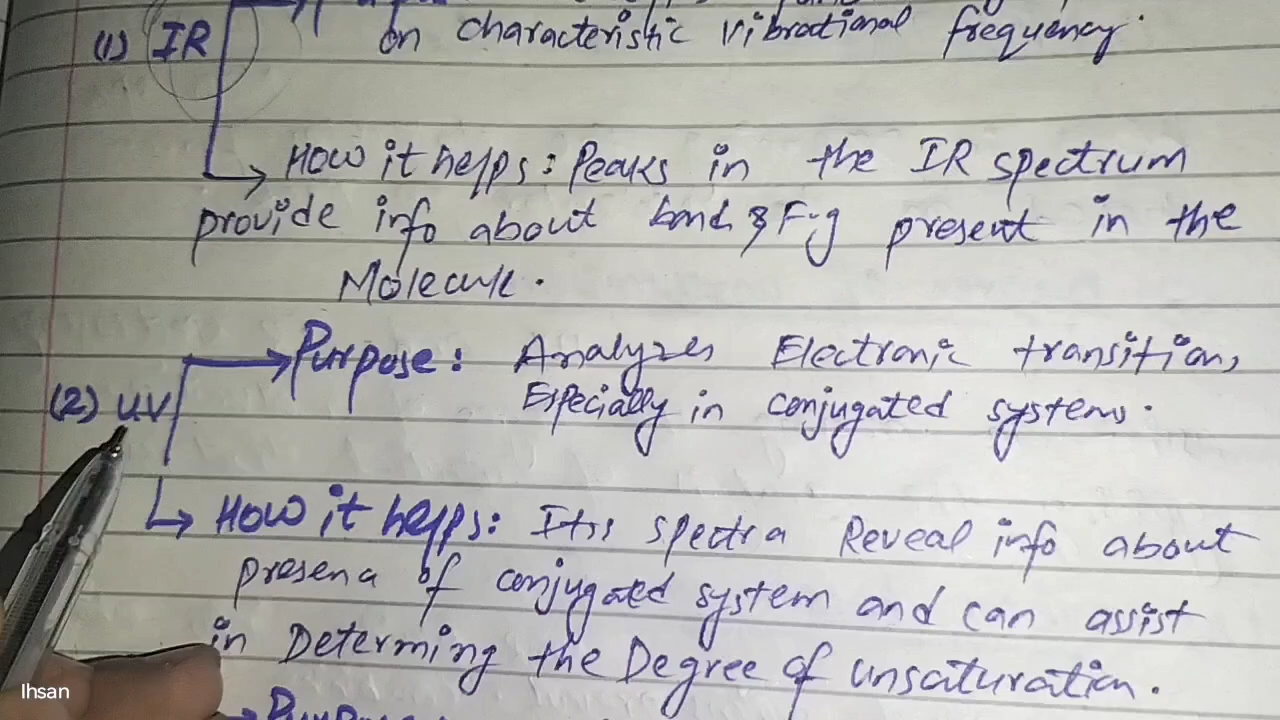 (1) IR
on characteristic vibrational frequency.
How it helps: Peaks in the IR spectrum
provide info about bond & F.g present in the
Molecule.
Purpose: Analyzes Electronic transition,
(2) UV
Especially in conjugated systems.
How it helps: Its spectra Reveal info about
presena of conjugated system and can assist
in Determing the Degree of unsaturation.
Ihsan